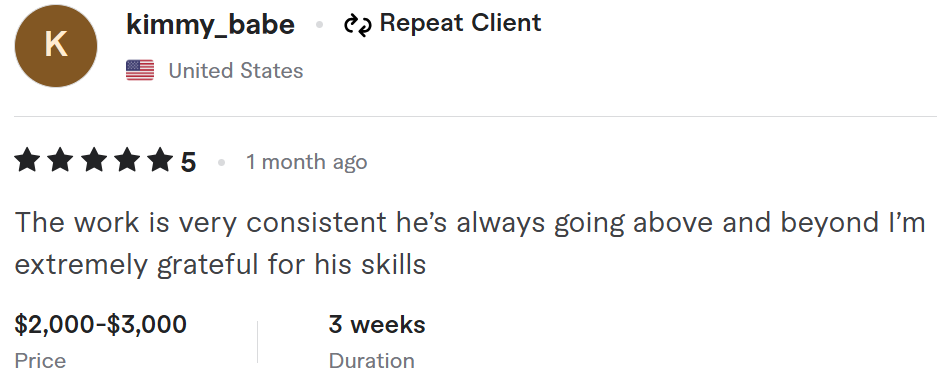 K
kimmy_babe • Repeat Client
United States
5 • 1 month ago
The work is very consistent he’s always going above and beyond I’m
extremely grateful for his skills
$2,000-$3,000 3 weeks
Price Duration